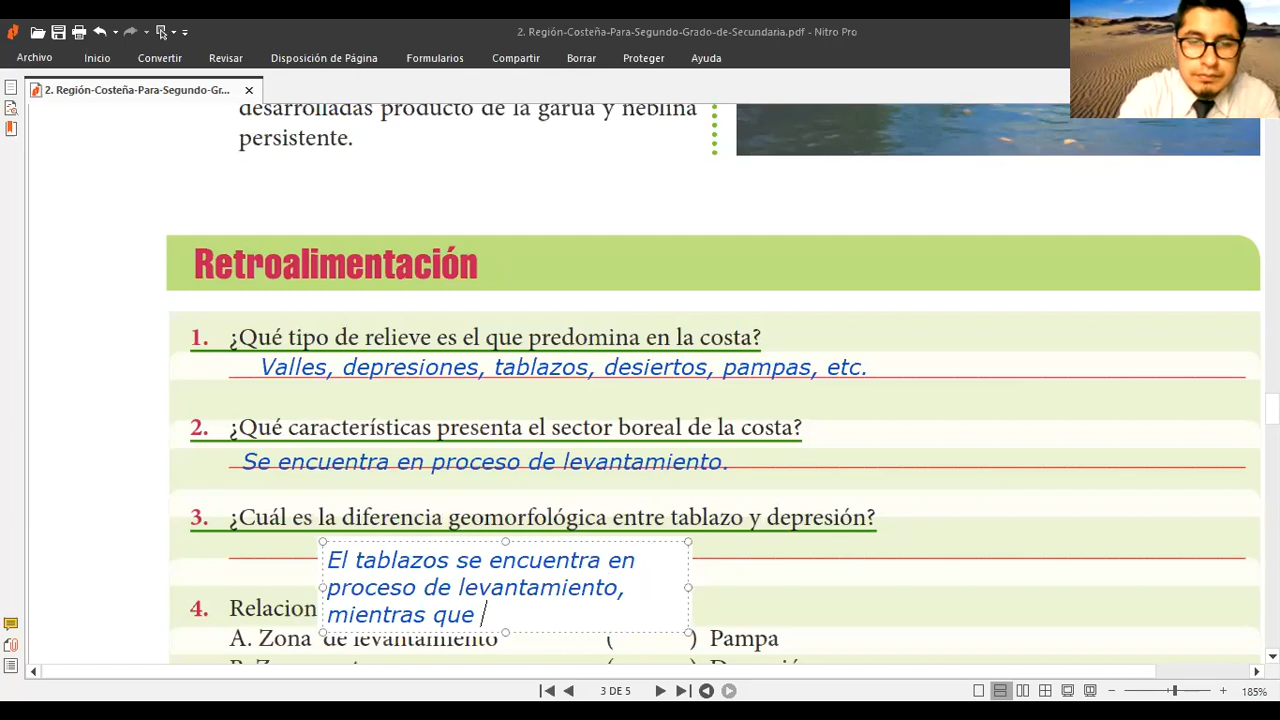 2. Región-Costeña-Para-Segundo-Grado-de-Secundaria.pdf - Nitro Pro
Archivo Inicio Convertir Revisar Disposición de Página Formularios Compartir Borrar Proteger Ayuda
2. Región-Costeña-Para-Segundo-Gr...
desarrolladas producto de la garúa y neblina
persistente.
Retroalimentación
1. ¿Qué tipo de relieve es el que predomina en la costa?
Valles, depresiones, tablazos, desiertos, pampas, etc.
2. ¿Qué características presenta el sector boreal de la costa?
Se encuentra en proceso de levantamiento.
3. ¿Cuál es la diferencia geomorfológica entre tablazo y depresión?
El tablazos se encuentra en
proceso de levantamiento,
mientras que
4. Relacion
A. Zona de levantamiento ( ) Pampa
3 DE 5
185%